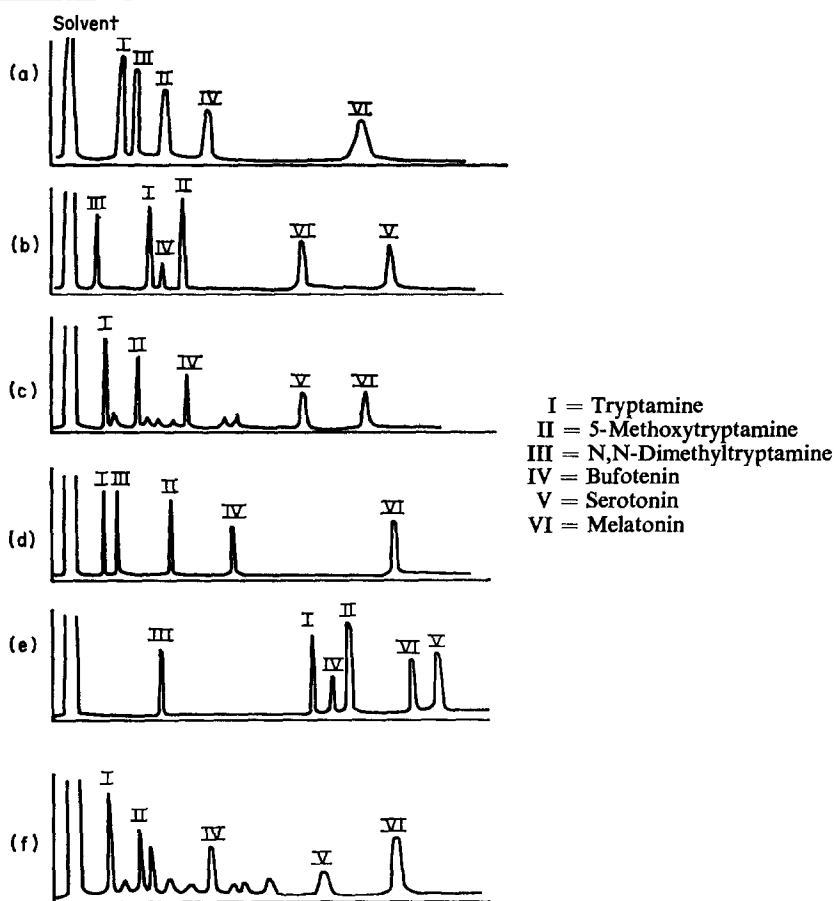 Solvent
(a) I III II IV VI
(b) III I IV II VI V
(c) I II IV V VI
(d) I III II IV VI
(e) III I IV II VI V
(f) I II IV V VI
I = Tryptamine
II = 5-Methoxytryptamine
III = N,N-Dimethyltryptamine
IV = Bufotenin
V = Serotonin
VI = Melatonin